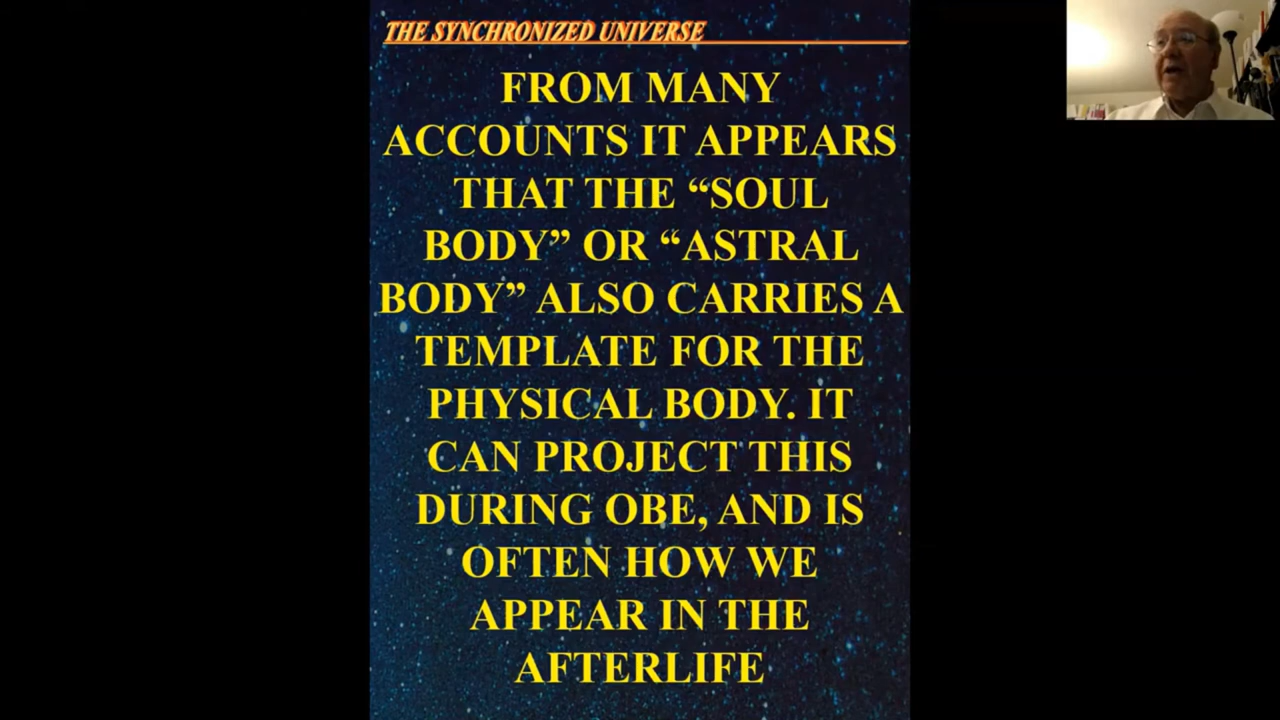 THE SYNCHRONIZED UNIVERSE
FROM MANY
ACCOUNTS IT APPEARS
THAT THE “SOUL
BODY” OR “ASTRAL
BODY” ALSO CARRIES A
TEMPLATE FOR THE
PHYSICAL BODY. IT
CAN PROJECT THIS
DURING OBE, AND IS
OFTEN HOW WE
APPEAR IN THE
AFTERLIFE